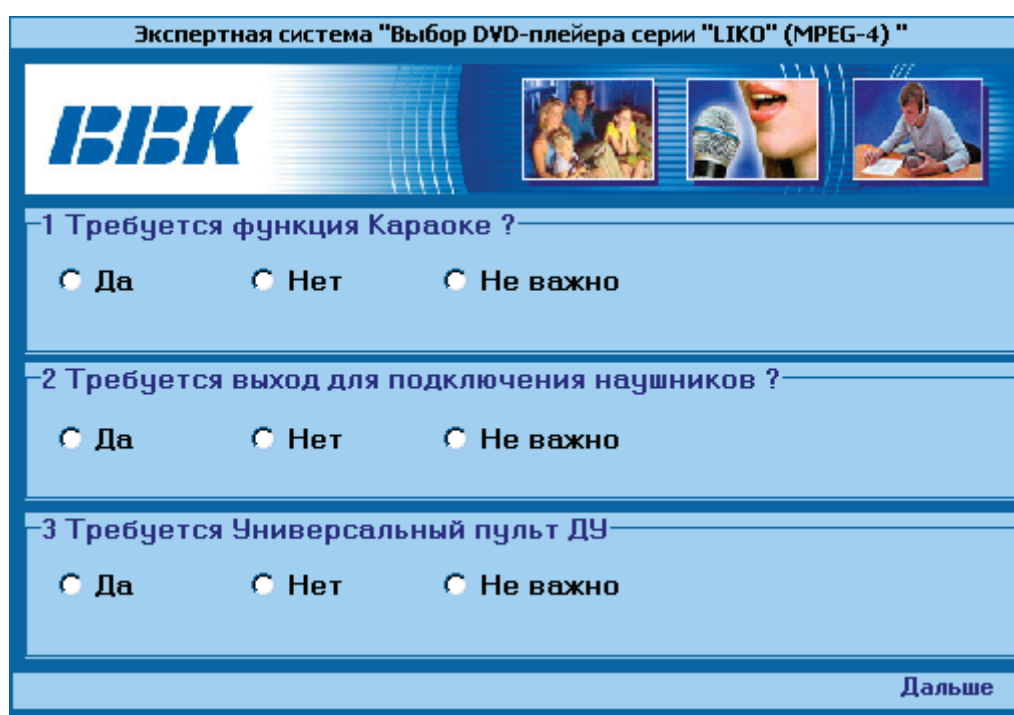 Экспертная система "Выбор DVD-плейера серии "LIKO" (MPEG-4) "
BBK
1 Требуется функция Караоке ?
Да Нет Не важно
2 Требуется выход для подключения наушников ?
Да Нет Не важно
3 Требуется Универсальный пульт ДУ
Да Нет Не важно
Дальше